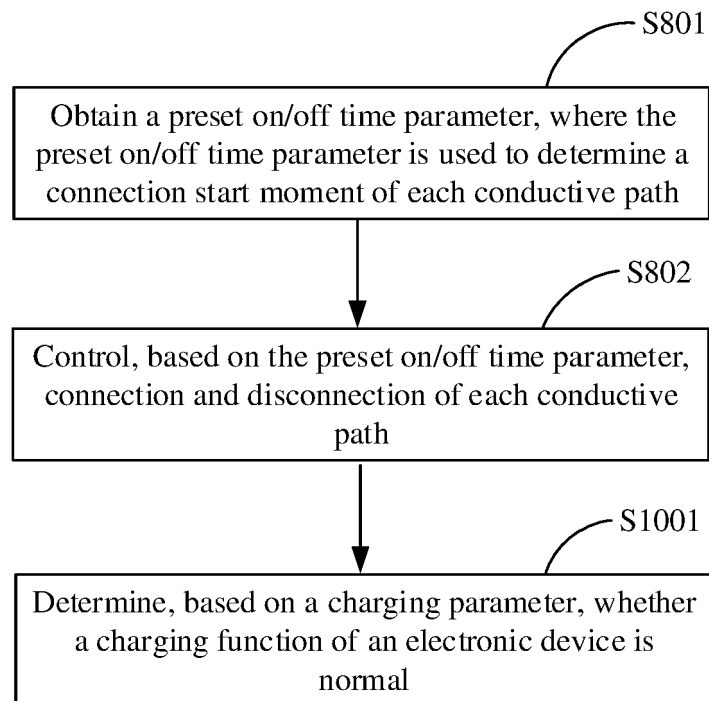 S801
Obtain a preset on/off time parameter, where the
preset on/off time parameter is used to determine a
connection start moment of each conductive path
S802
Control, based on the preset on/off time parameter,
connection and disconnection of each conductive
path
S1001
Determine, based on a charging parameter, whether
a charging function of an electronic device is
normal